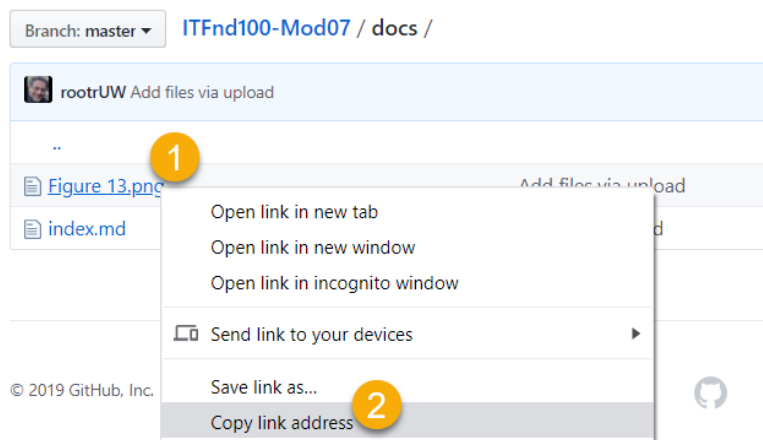 Branch: master
ITFnd100-Mod07 / docs /
rootrUW Add files via upload
..
1
Figure 13.png
Add files via upload
index.md
d
Open link in new tab
Open link in new window
Open link in incognito window
Send link to your devices
© 2019 GitHub, Inc.
Save link as...
2
Copy link address